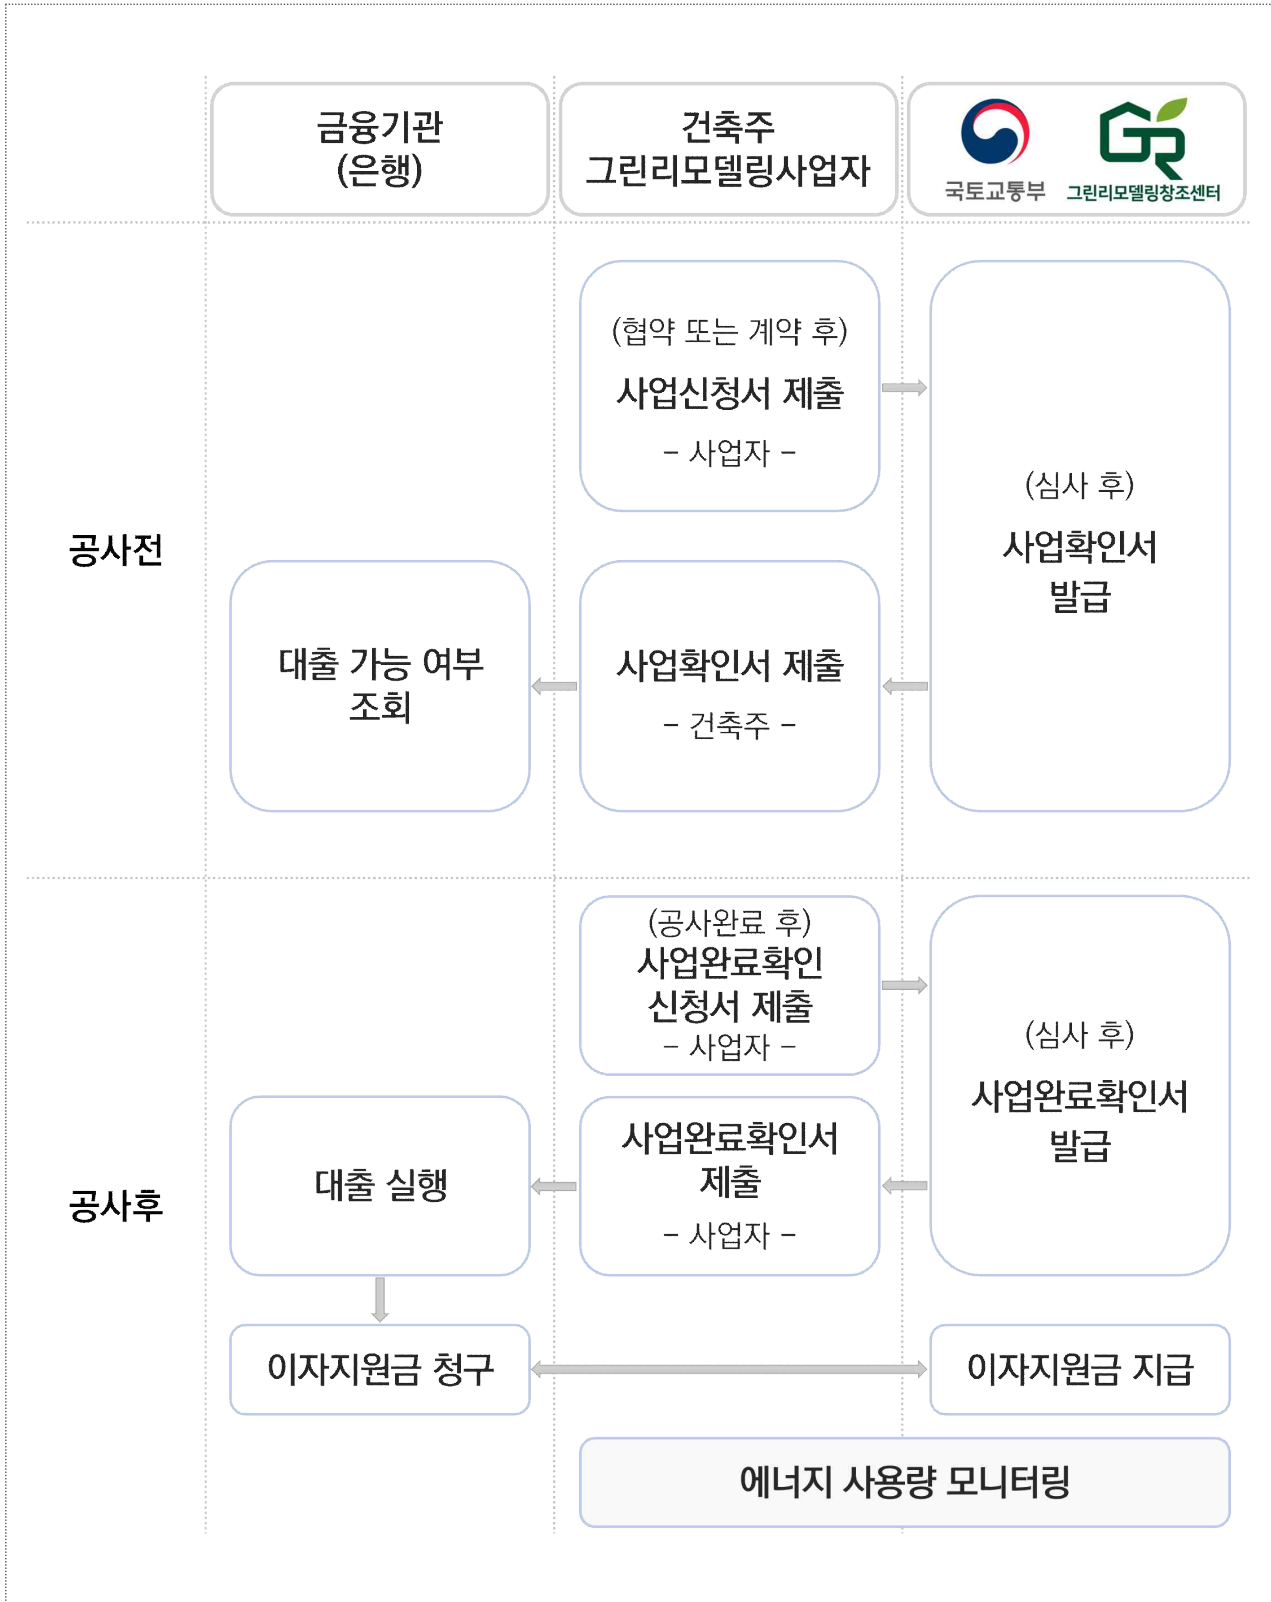 금융기관
(은행)
건축주
그린리모델링사업자
국토교통부
GR
그린리모델링창조센터
공사전
(협약 또는 계약 후)
사업신청서 제출
- 사업자 -
(심사 후)
사업확인서
발급
대출 가능 여부
조회
사업확인서 제출
- 건축주 -
공사후
(공사완료 후)
사업완료확인
신청서 제출
- 사업자 -
(심사 후)
사업완료확인서
발급
대출 실행
사업완료확인서
제출
- 사업자 -
이자지원금 청구
이자지원금 지급
에너지 사용량 모니터링